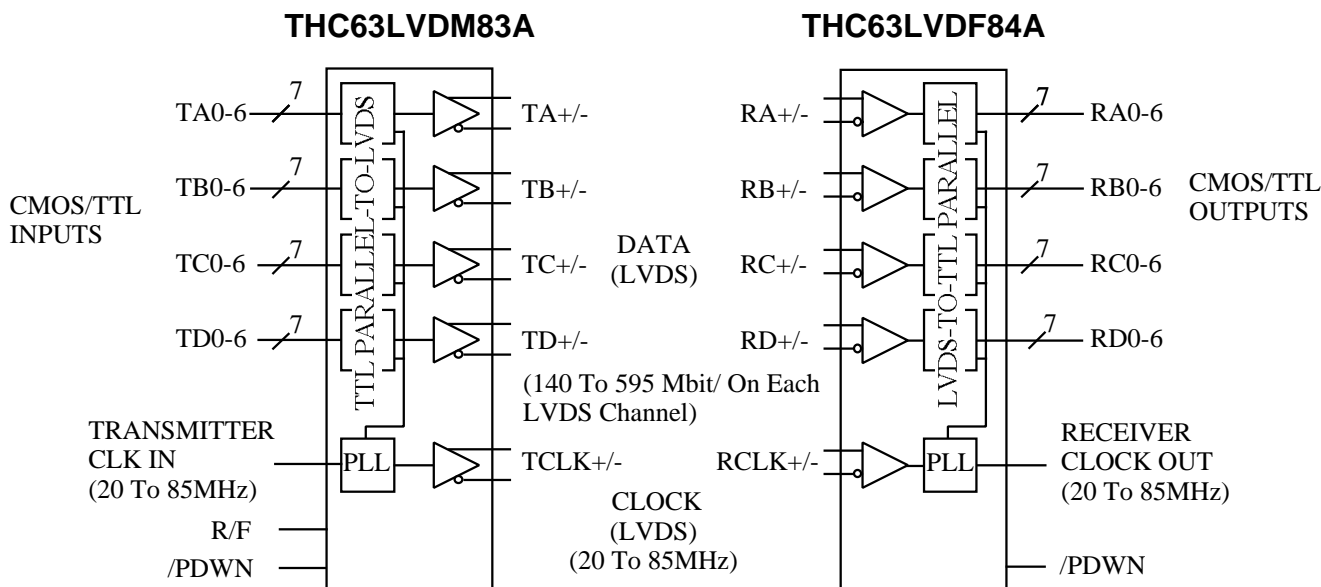 THC63LVDM83A
THC63LVDF84A
CMOS/TTL
INPUTS
TA0-6
7
TB0-6
7
TC0-6
7
TD0-6
7
TTL PARALLEL-TO-LVDS
TA+/-
TB+/-
TC+/-
TD+/-
DATA
(LVDS)
(140 To 595 Mbit/ On Each
LVDS Channel)
TRANSMITTER
CLK IN
(20 To 85MHz)
PLL
TCLK+/-
R/F
/PDWN
CLOCK
(LVDS)
(20 To 85MHz)
RA+/-
RB+/-
RC+/-
RD+/-
RCLK+/-
LVDS-TO-TTL PARALLEL
PLL
7
RA0-6
7
RB0-6
7
RC0-6
7
RD0-6
CMOS/TTL
OUTPUTS
RECEIVER
CLOCK OUT
(20 To 85MHz)
/PDWN